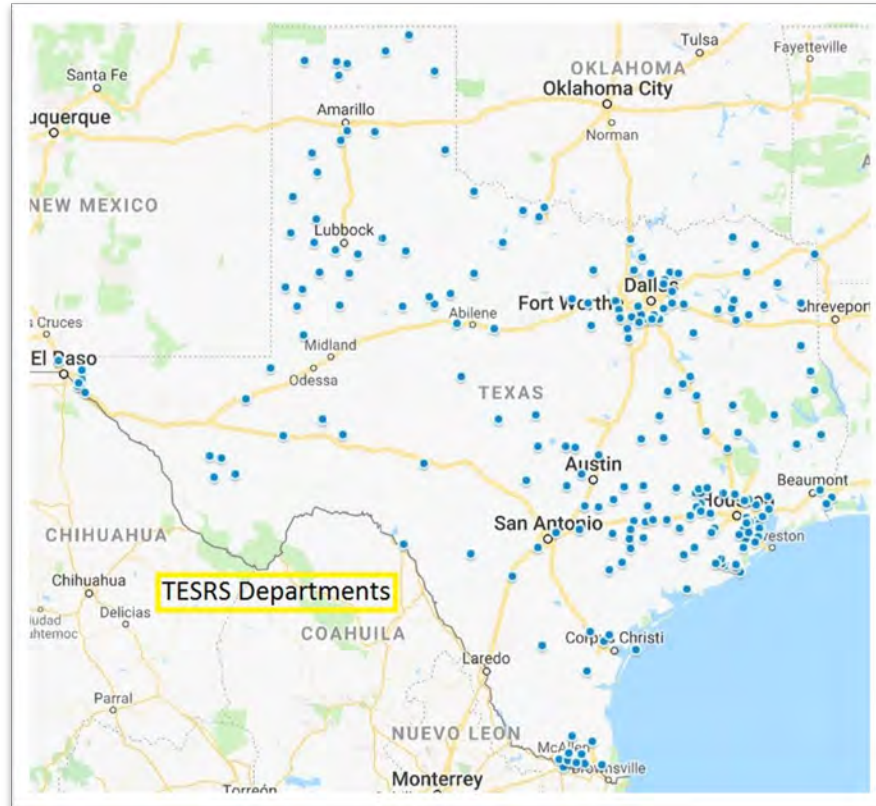 Tulsa
Fayetteville
Santa Fe
OKLAHOMA
Oklahoma City
uquerque
Amarillo
Norman
NEW MEXICO
Lubbock
Dallas
Fort Worth
Abilene
Shreveport
s Cruces
Midland
El Paso
Odessa
TEXAS
Austin
Beaumont
Houston
San Antonio
veston
CHIHUAHUA
Chihuahua
TESRS Departments
Delicias
COAHUILA
Ciudad
uhtemoc
Corpus Christi
Laredo
Parral
NUEVO LEON
McAllen
Brownsville
Monterrey
Torreón